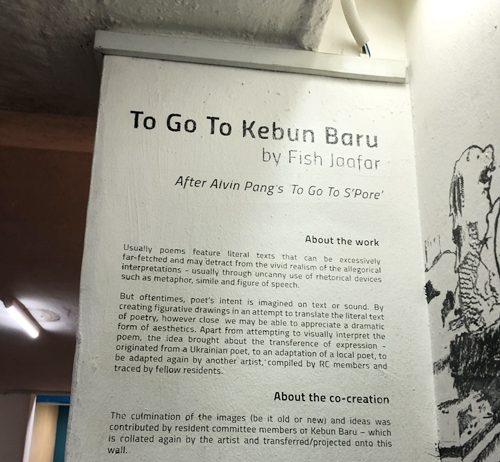 To Go To Kebun Baru
by Fish Jaafar
After Alvin Pang's 'To Go To S'Pore'
About the work
Usually poems feature literal texts that can be excessively
far-fetched and may detract from the vivid realism of the allegorical
interpretations - usually through uncanny use of rhetorical devices
such as metaphor, simile and figure of speech.
But oftentimes, poet's intent is imagined on text or sound. By
creating figurative drawings in an attempt to translate the literal text
of poetry, however close we may be able to appreciate a dramatic
form of aesthetics. Apart from attempting to visually interpret the
poem, the idea brought about the transference of expression -
originated from a Ukrainian poet, to an adaptation of a local poet, to
be adapted again by another artist, compiled by RC members and
traced by fellow residents.
About the co-creation
The culmination of the images (be it old or new) and ideas was
contributed by resident committee members of Kebun Baru – which
is collated again by the artist and transferred/projected onto this
wall.